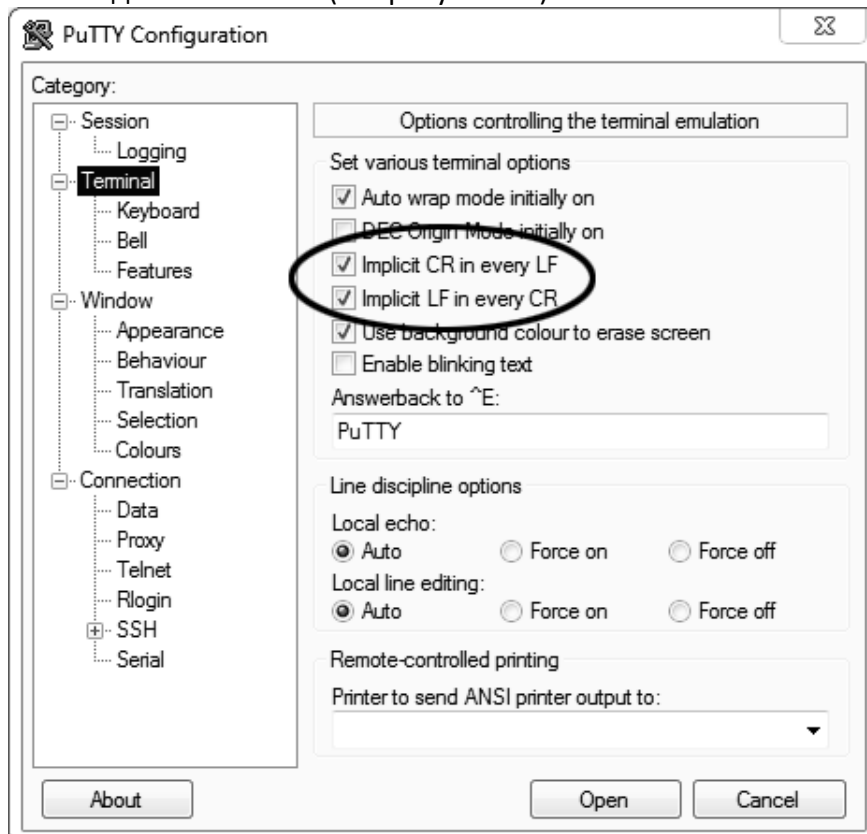 PuTTY Configuration
Category:
Session
Logging
Terminal
Keyboard
Bell
Features
Window
Appearance
Behaviour
Translation
Selection
Colours
Connection
Data
Proxy
Telnet
Rlogin
SSH
Serial
Options controlling the terminal emulation
Set various terminal options
Auto wrap mode initially on
DEC Origin Mode initially on
Implicit CR in every LF
Implicit LF in every CR
Use background colour to erase screen
Enable blinking text
Answerback to ^E:
PuTTY
Line discipline options
Local echo:
Auto Force on Force off
Local line editing:
Auto Force on Force off
Remote-controlled printing
Printer to send ANSI printer output to:
About Open Cancel